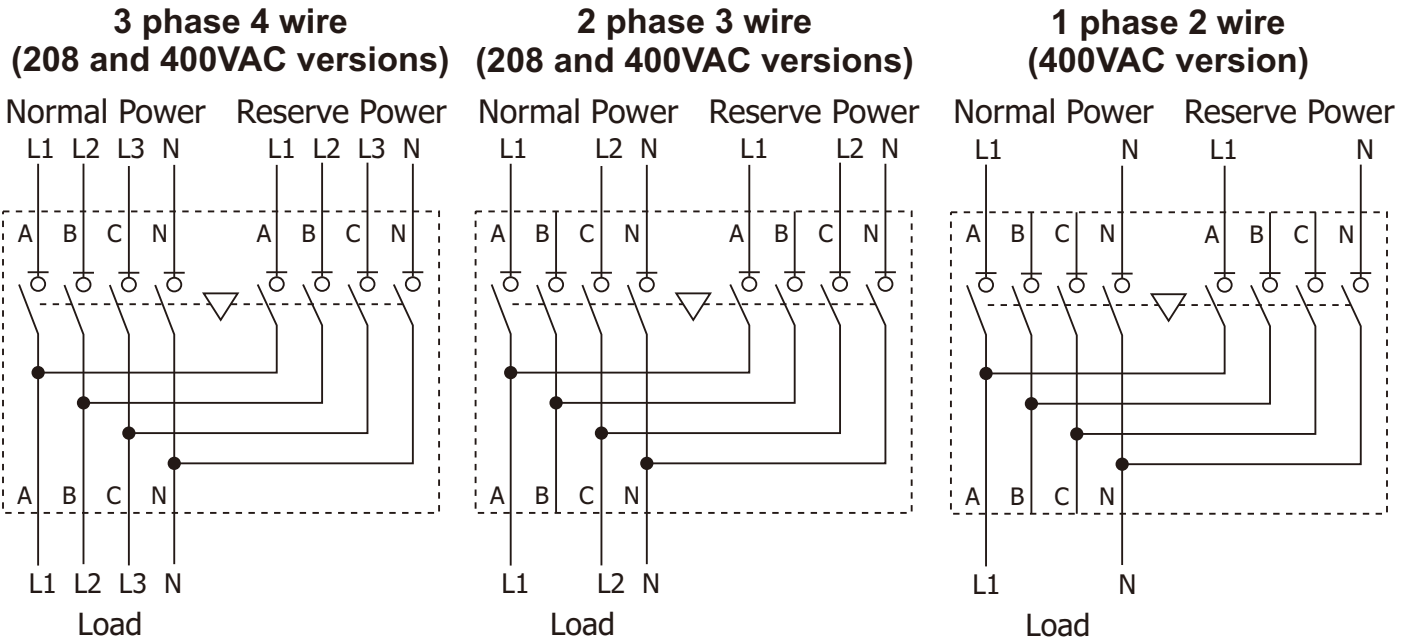 3 phase 4 wire
(208 and 400VAC versions)
Normal Power Reserve Power
L1 L2 L3 N L1 L2 L3 N
A B C N A B C N
A B C N
L1 L2 L3 N
Load
2 phase 3 wire
(208 and 400VAC versions)
Normal Power Reserve Power
L1 L2 N L1 L2 N
A B C N A B C N
A B C N
L1 L2 N
Load
1 phase 2 wire
(400VAC version)
Normal Power Reserve Power
L1 N L1 N
A B C N A B C N
A B C N
L1 N
Load